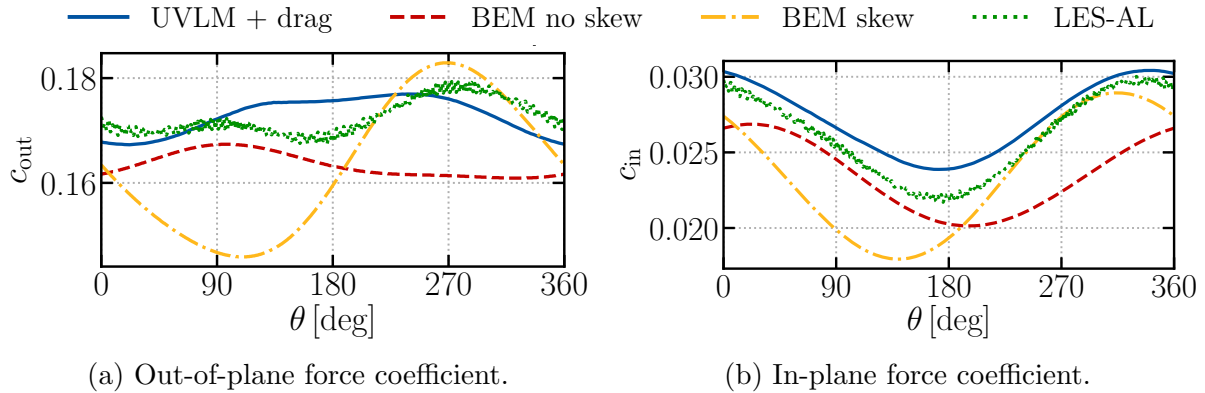 UVLM + drag BEM no skew BEM skew LES-AL
0.18
0.16
c_out
0 90 180 270 360
θ [deg]
(a) Out-of-plane force coefficient.
0.030
0.025
0.020
c_in
0 90 180 270 360
θ [deg]
(b) In-plane force coefficient.